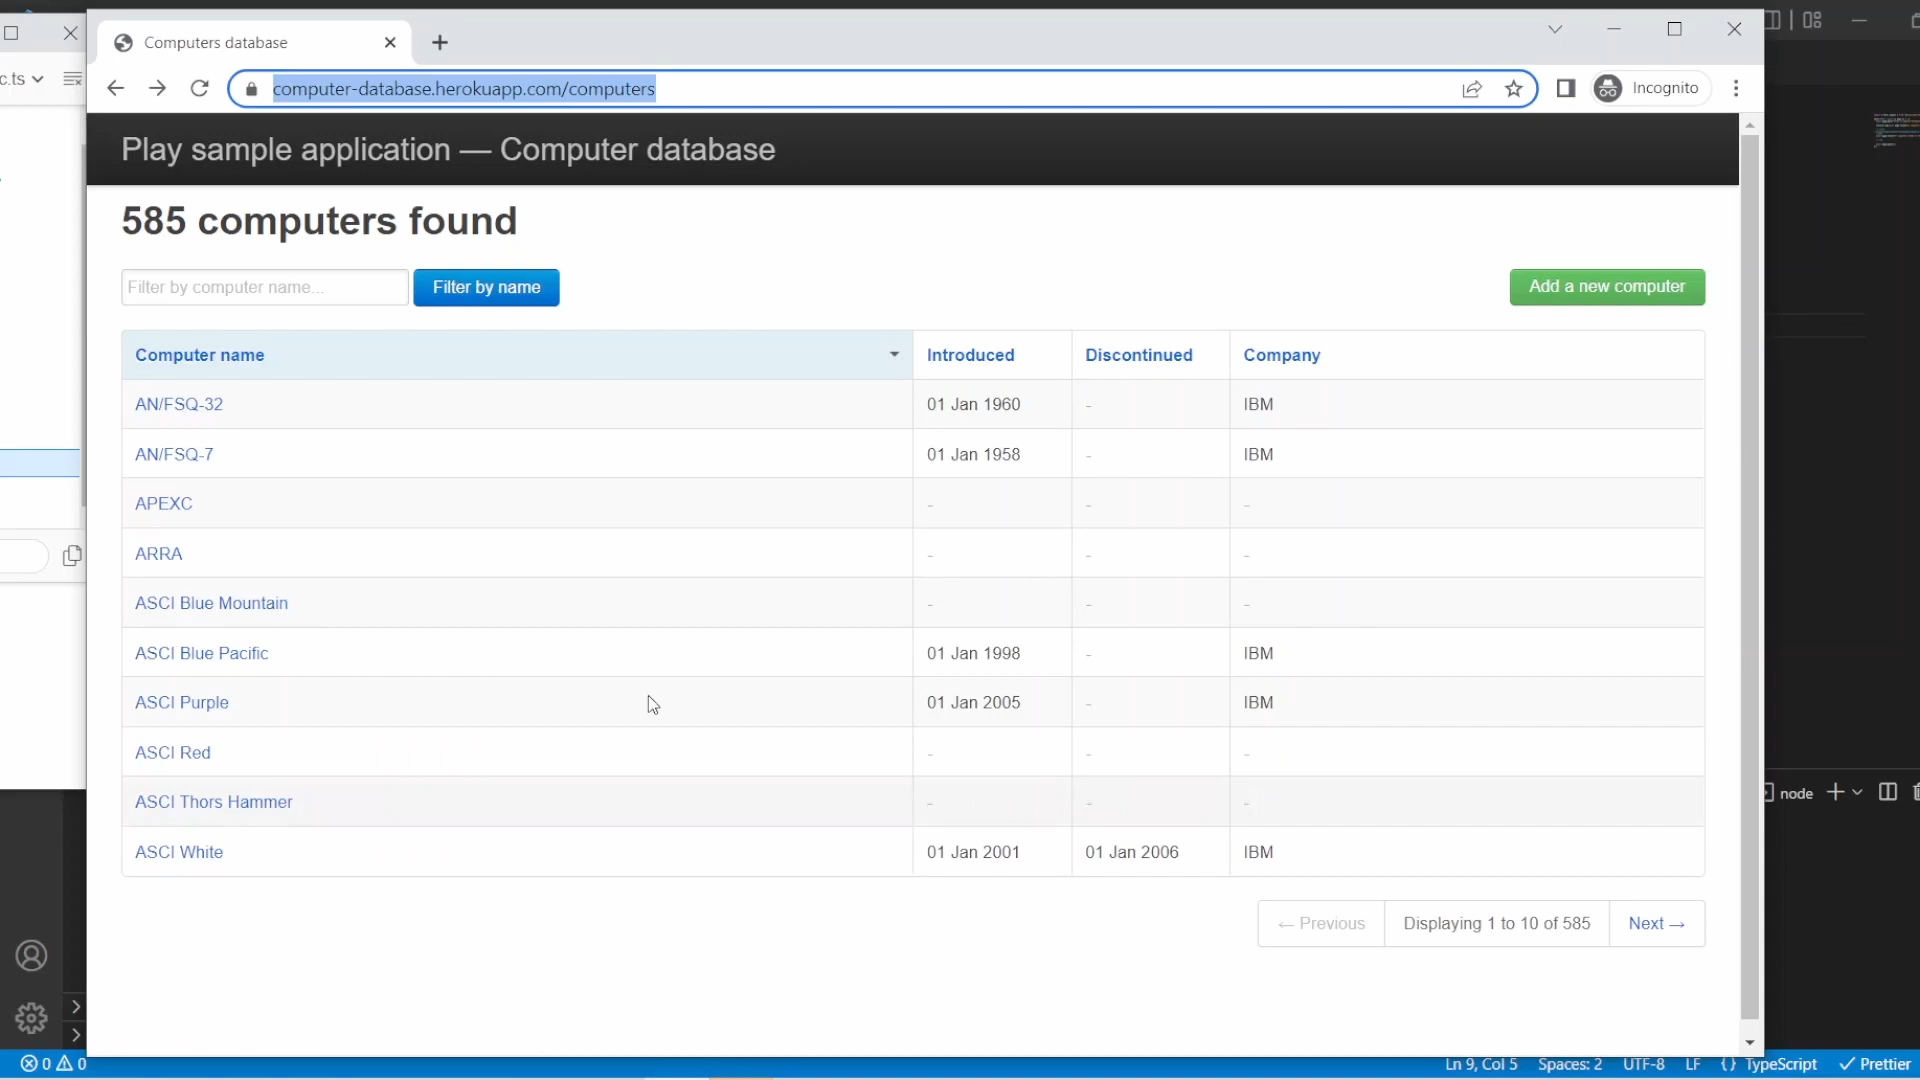 Computers database
c.ts
computer-database.herokuapp.com/computers
Incognito
Play sample application — Computer database
585 computers found
Filter by computer name...
Filter by name
Add a new computer
Computer name Introduced Discontinued Company
AN/FSQ-32 01 Jan 1960 - IBM
AN/FSQ-7 01 Jan 1958 - IBM
APEXC - - -
ARRA - - -
ASCI Blue Mountain - - -
ASCI Blue Pacific 01 Jan 1998 - IBM
ASCI Purple 01 Jan 2005 - IBM
ASCI Red - - -
ASCI Thors Hammer - - -
ASCI White 01 Jan 2001 01 Jan 2006 IBM
← Previous Displaying 1 to 10 of 585 Next →
node
0 0 Ln 9, Col 5 Spaces: 2 UTF-8 LF {} TypeScript ✓ Prettier